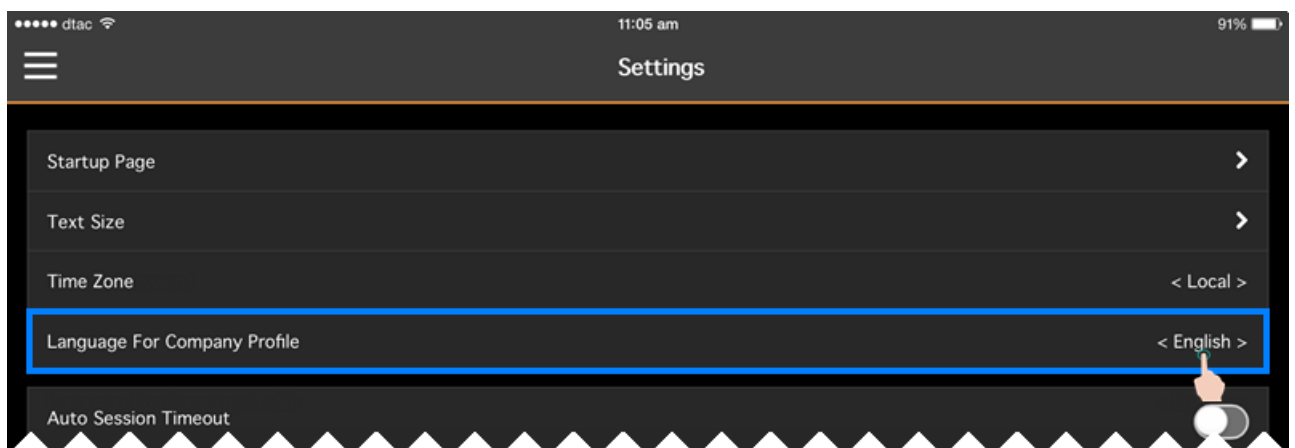 dtac 11:05 am 91%
Settings
Startup Page
Text Size
Time Zone < Local >
Language For Company Profile < English >
Auto Session Timeout